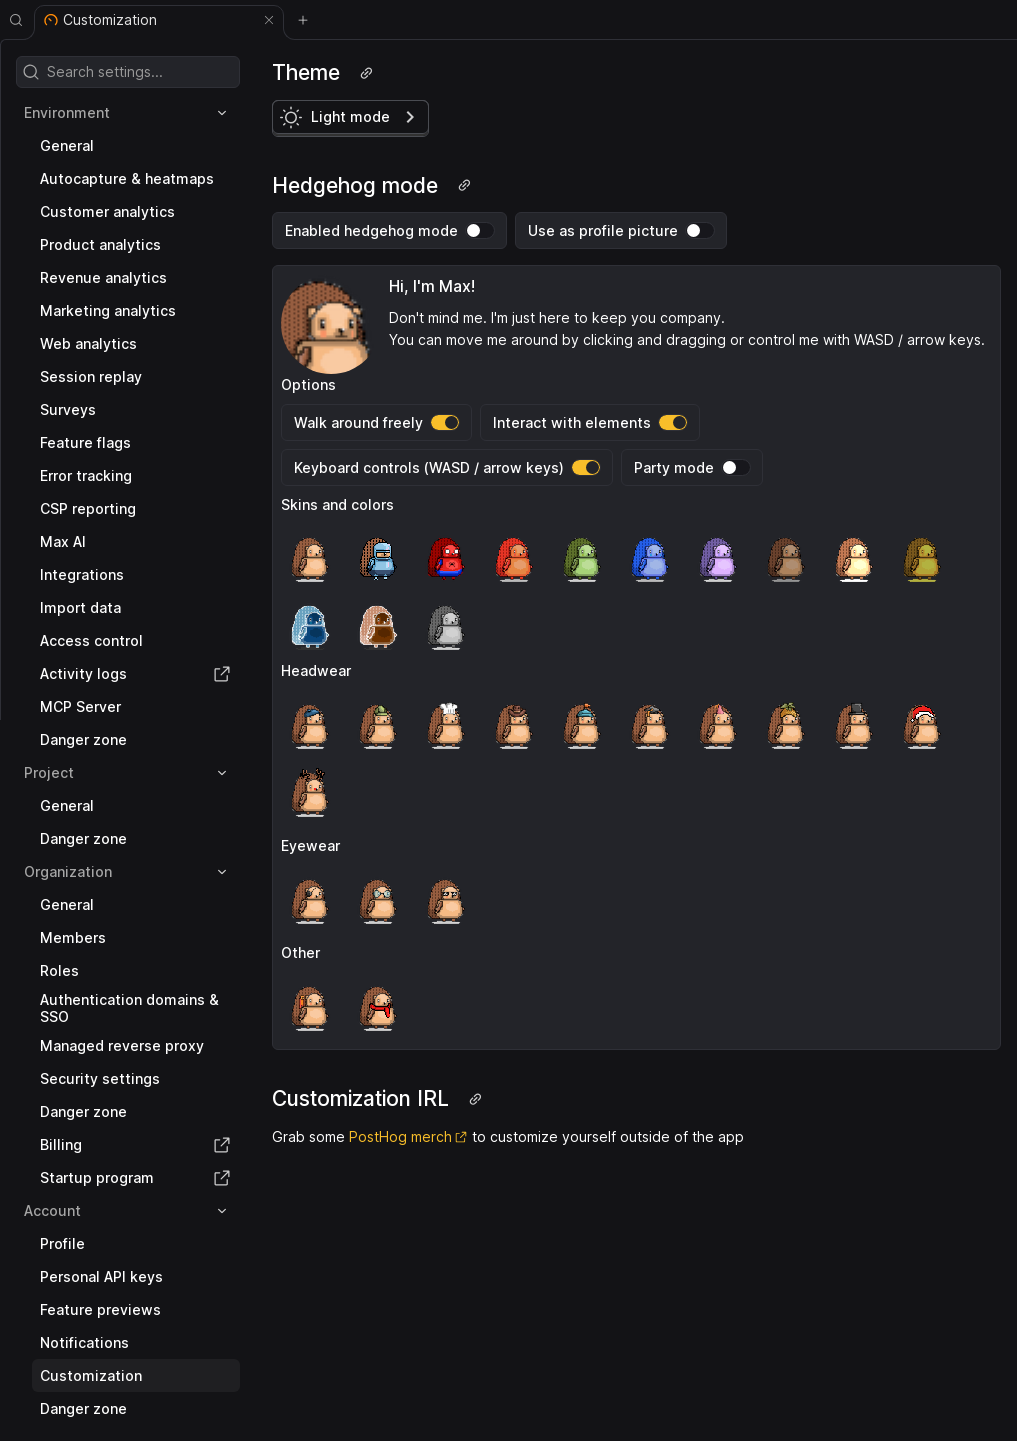 Customization
Search settings...
Environment
General
Autocapture & heatmaps
Customer analytics
Product analytics
Revenue analytics
Marketing analytics
Web analytics
Session replay
Surveys
Feature flags
Error tracking
CSP reporting
Max AI
Integrations
Import data
Access control
Activity logs
MCP Server
Danger zone
Project
General
Danger zone
Organization
General
Members
Roles
Authentication domains &
SSO
Managed reverse proxy
Security settings
Danger zone
Billing
Startup program
Account
Profile
Personal API keys
Feature previews
Notifications
Customization
Danger zone
Theme
Light mode
Hedgehog mode
Enabled hedgehog mode
Use as profile picture
Hi, I'm Max!
Don't mind me. I'm just here to keep you company.
You can move me around by clicking and dragging or control me with WASD / arrow keys.
Options
Walk around freely
Interact with elements
Keyboard controls (WASD / arrow keys)
Party mode
Skins and colors
Headwear
Eyewear
Other
Customization IRL
Grab some PostHog merch to customize yourself outside of the app